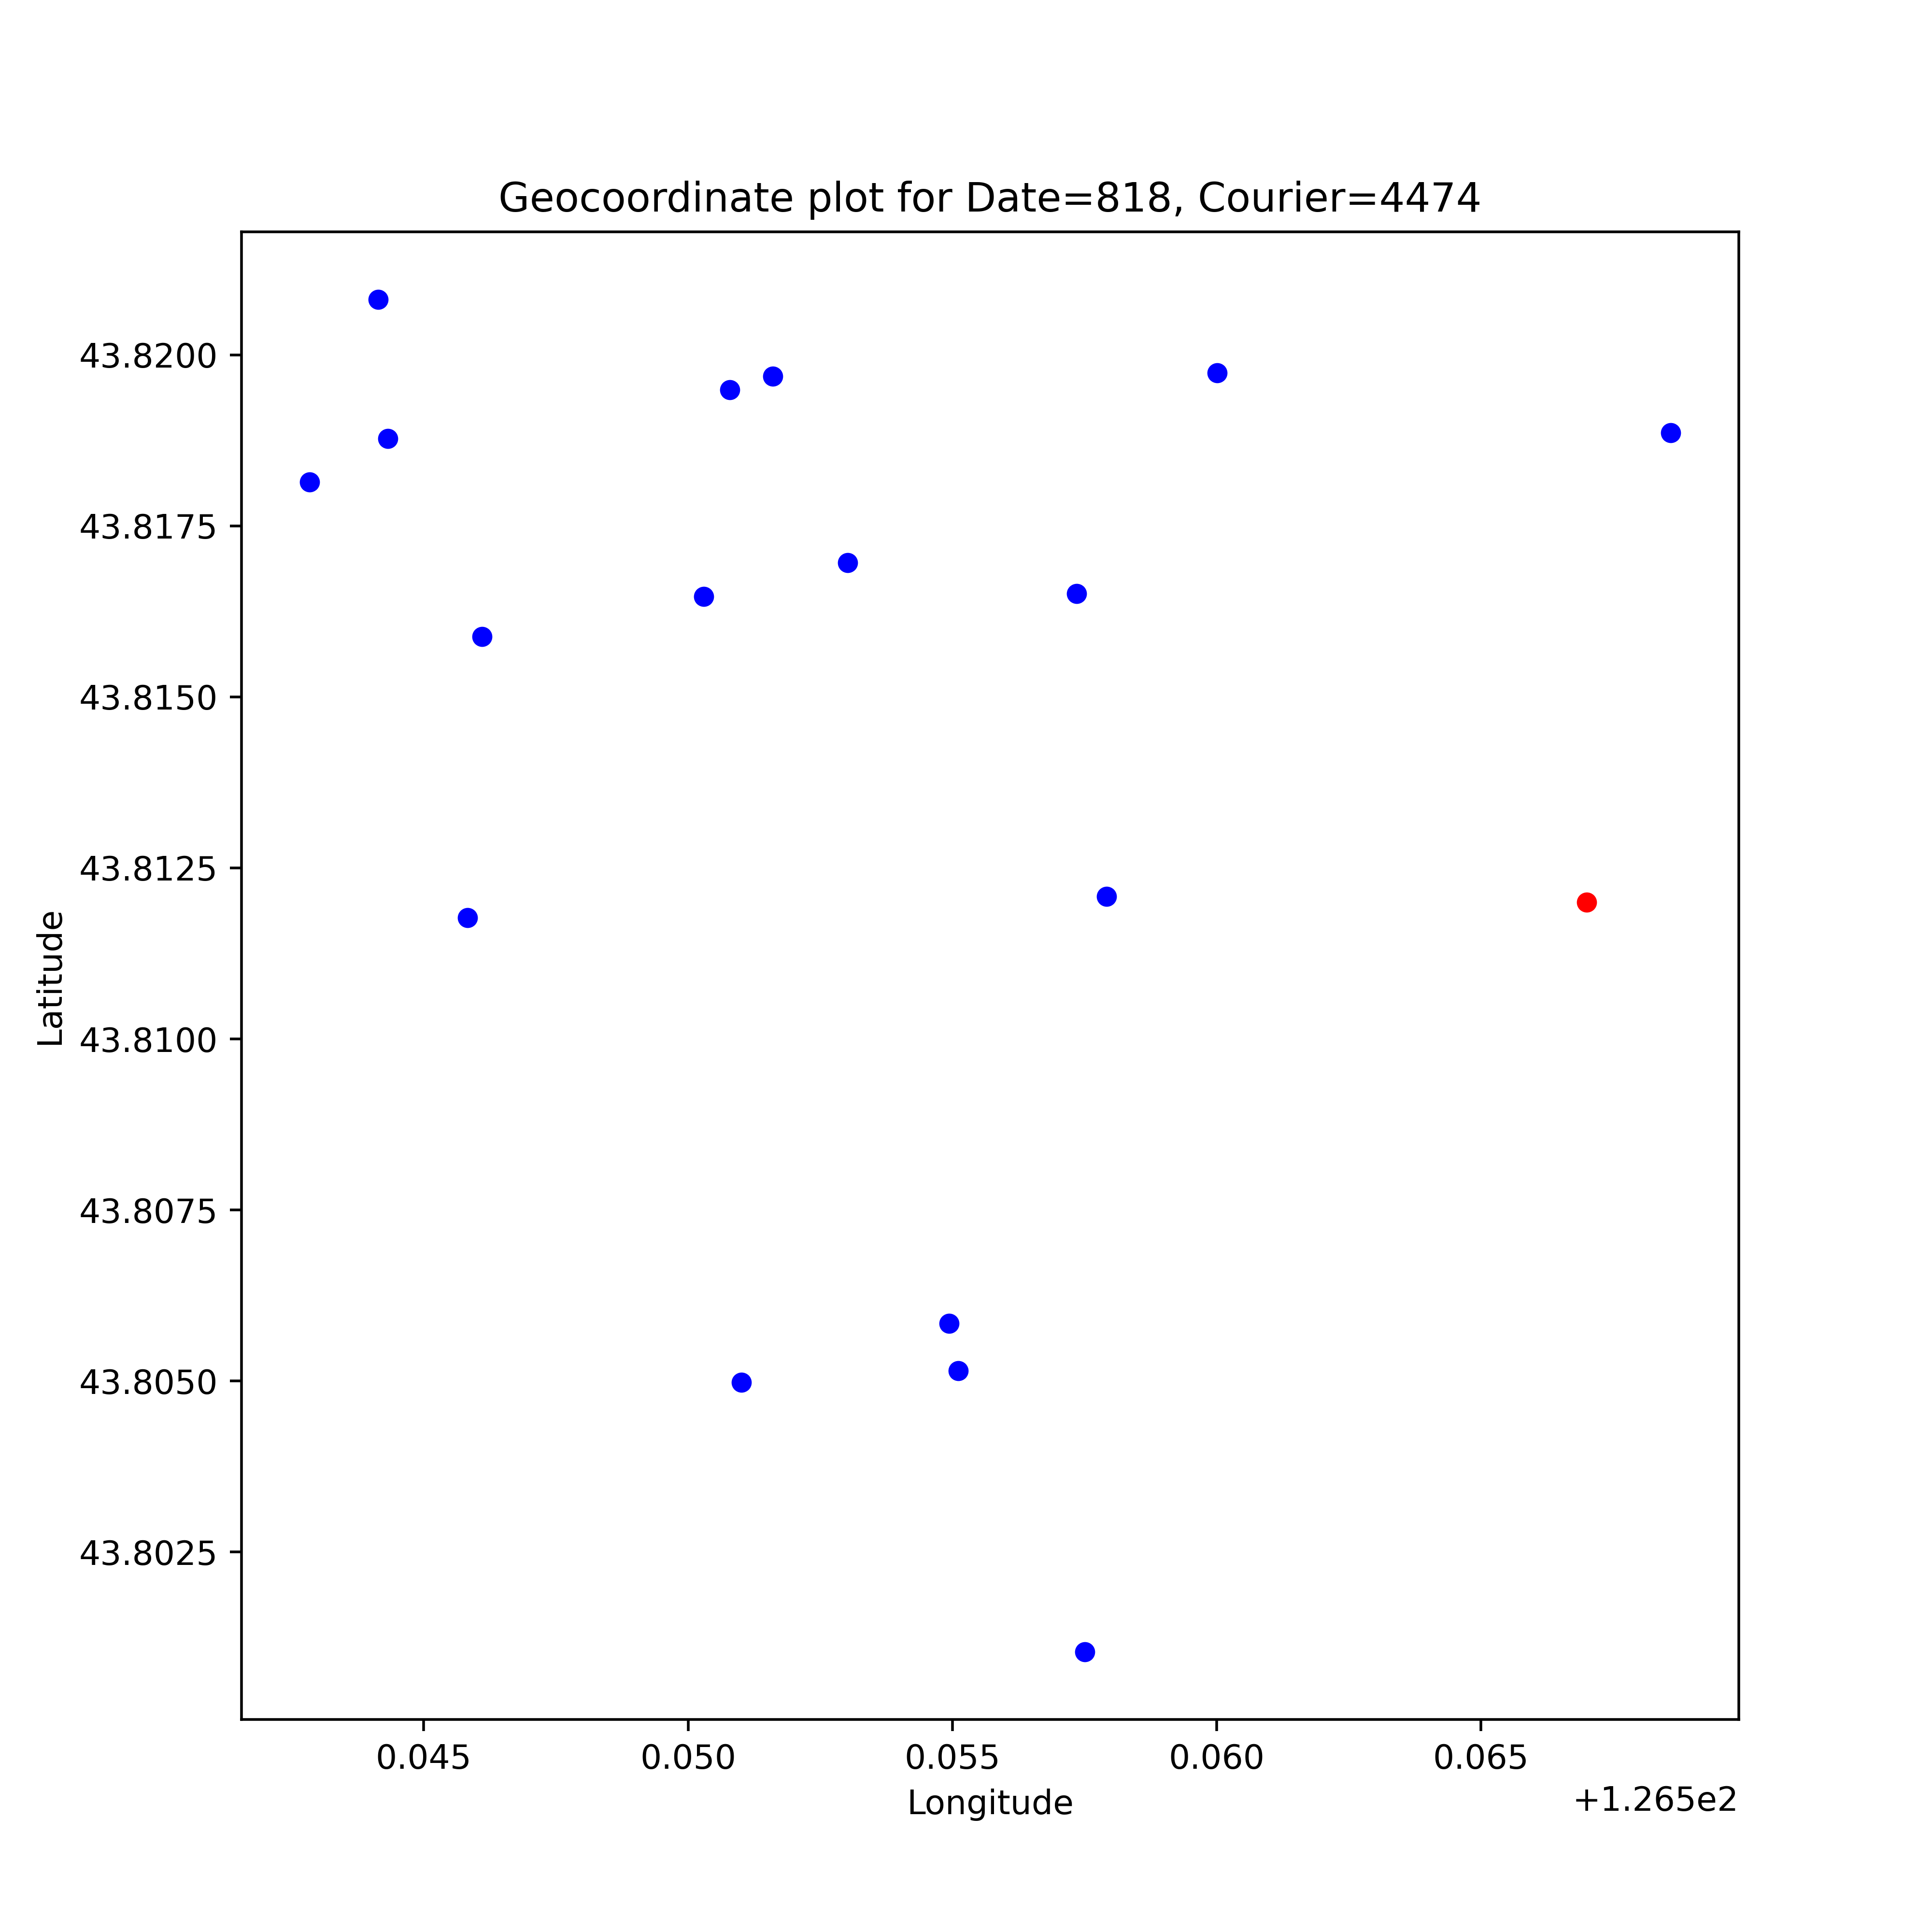 Geocoordinate plot for Date=818, Courier=4474
43.8200
43.8175
43.8150
43.8125
43.8100
43.8075
43.8050
43.8025
Latitude
0.045 0.050 0.055 0.060 0.065
Longitude
+1.265e2